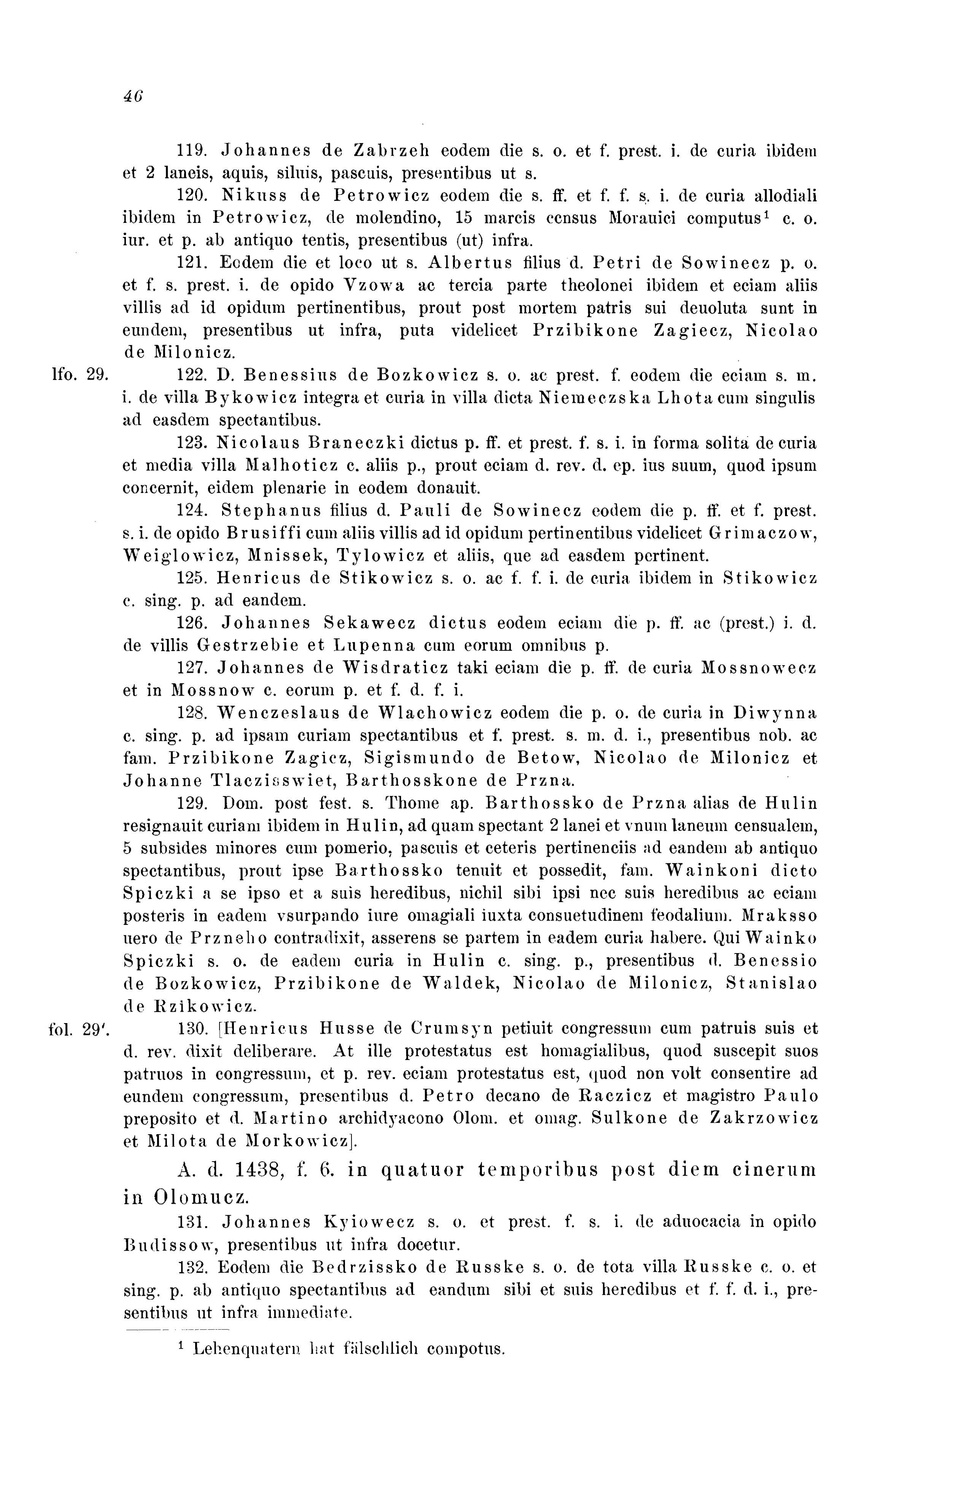 46
119. Johannes de Zabrzeh eodem die s. o. et f. prest. i. de curia ibidem
et 2 laneis, aquis, siluis, pascuis, presentibus ut s.
120. Nikuss de Petrowicz eodem die s. ff. et f. f. s. i. de curia allodiali
ibidem in Petrowicz, de molendino, 15 marcis census Morauici computus¹ c. o.
iur. et p. ab antiquo tentis, presentibus (ut) infra.
121. Eodem die et loco ut s. Albertus filius d. Petri de Sowinecz p. o.
et f. s. prest. i. de opido Vzowa ac tercia parte theolonei ibidem et eciam aliis
villis ad id opidum pertinentibus, prout post mortem patris sui deuoluta sunt in
eundem, presentibus ut infra, puta videlicet Przibikone Zagiecz, Nicolao
de Milonicz.
lfo. 29. 122. D. Benessius de Bozkowicz s. o. ac prest. f. eodem die eciam s. m.
i. de villa Bykowicz integra et curia in villa dicta Niemeczska Lhota cum singulis
ad easdem spectantibus.
123. Nicolaus Braneczki dictus p. ff. et prest. f. s. i. in forma solita de curia
et media villa Malhoticz c. aliis p., prout eciam d. rev. d. ep. ius suum, quod ipsum
concernit, eidem plenarie in eodem donauit.
124. Stephanus filius d. Pauli de Sowinecz eodem die p. ff. et f. prest.
s. i. de opido Brusiffi cum aliis villis ad id opidum pertinentibus videlicet Grimaczow,
Weiglowicz, Mnissek, Tylowicz et aliis, que ad easdem pertinent.
125. Henricus de Stikowicz s. o. ac f. f. i. de curia ibidem in Stikowicz
c. sing. p. ad eandem.
126. Johannes Sekawecz dictus eodem eciam die p. ff. ac (prest.) i. d.
de villis Gestrzebie et Lupenna cum eorum omnibus p.
127. Johannes de Wisdraticz taki eciam die p. ff. de curia Mossnowecz
et in Mossnow c. eorum p. et f. d. f. i.
128. Wenczeslaus de Wlachowicz eodem die p. o. de curia in Diwynna
c. sing. p. ad ipsam curiam spectantibus et f. prest. s. m. d. i., presentibus nob. ac
fam. Przibikone Zagicz, Sigismundo de Betow, Nicolao de Milonicz et
Johanne Tlaczisswiet, Barthosskone de Przna.
129. Dom. post fest. s. Thome ap. Barthossko de Przna alias de Hulin
resignauit curiam ibidem in Hulin, ad quam spectant 2 lanei et vnum laneum censualem,
5 subsides minores cum pomerio, pascuis et ceteris pertinenciis ad eandem ab antiquo
spectantibus, prout ipse Barthossko tenuit et possedit, fam. Wainkoni dicto
Spiczki a se ipso et a suis heredibus, nichil sibi ipsi nec suis heredibus ac eciam
posteris in eadem vsurpando iure omagiali iuxta consuetudinem feodalium. Mraksso
uero de Przneho contradixit, asserens se partem in eadem curia habere. Qui Wainko
Spiczki s. o. de eadem curia in Hulin c. sing. p., presentibus d. Benessio
de Bozkowicz, Przibikone de Waldek, Nicolao de Milonicz, Stanislao
de Rzikowicz.
fol. 29′. 130. [Henricus Husse de Crumsyn petiuit congressum cum patruis suis et
d. rev. dixit deliberare. At ille protestatus est homagialibus, quod suscepit suos
patruos in congressum, et p. rev. eciam protestatus est, quod non volt consentire ad
eundem congressum, presentibus d. Petro decano de Raczicz et magistro Paulo
preposito et d. Martino archidyacono Olom. et omag. Sulkone de Zakrzowicz
et Milota de Morkowicz].
A. d. 1438, f. 6. in quatuor temporibus post diem cinerum
in Olomucz.
131. Johannes Kyiowecz s. o. et prest. f. s. i. de aduocacia in opido
Budissow, presentibus ut infra docetur.
132. Eodem die Bedrzissko de Russke s. o. de tota villa Russke c. o. et
sing. p. ab antiquo spectantibus ad eandum sibi et suis heredibus et f. f. d. i., pre-
sentibus ut infra immediate.
¹ Lehenquatern hat fälschlich compotus.